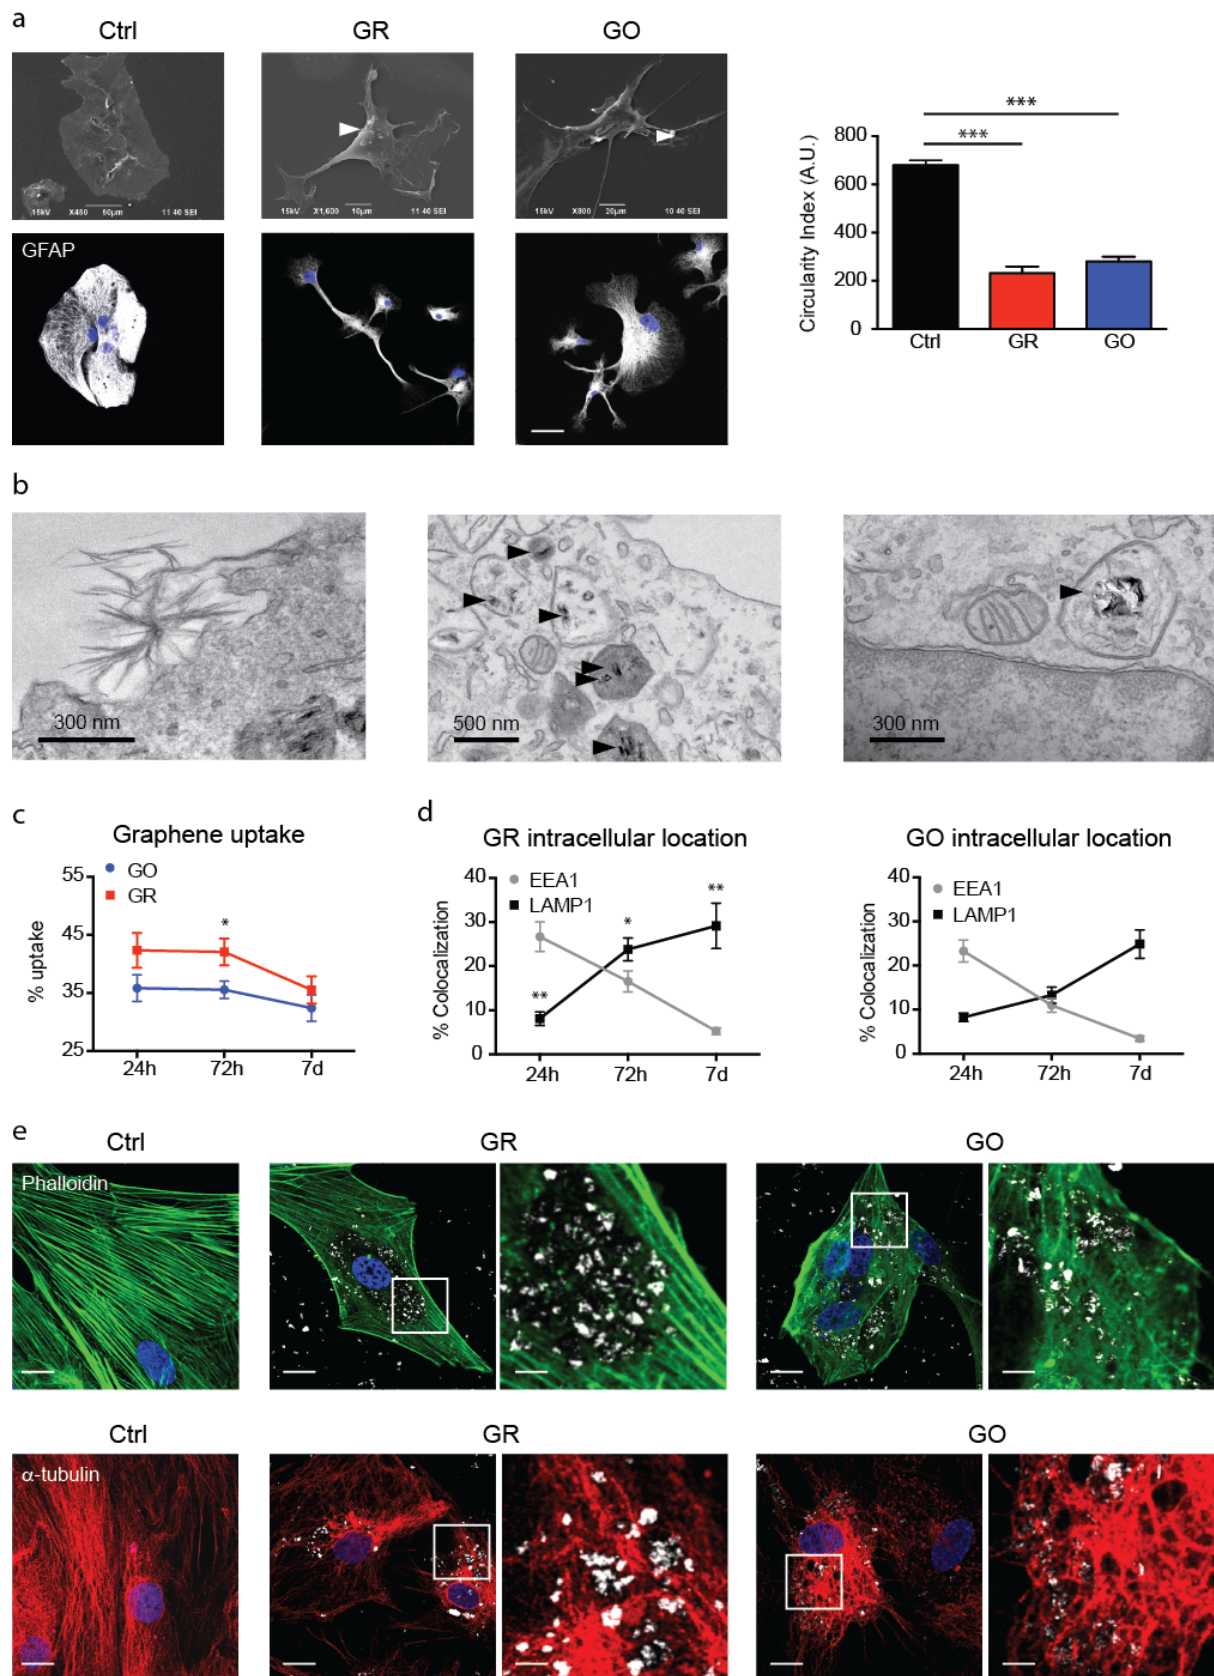 a
Ctrl
GR
GO
15kV X450 50µm 11 40 SEI
15kV X1,600 10µm 11 40 SEI
15kV X800 20µm 10 40 SEI
GFAP
***
***
Circularity Index (A.U.)
800
600
400
200
0
Ctrl
GR
GO
b
300 nm
500 nm
300 nm
c
Graphene uptake
GO
GR
% uptake
55
45
35
25
*
24h
72h
7d
d
GR intracellular location
EEA1
LAMP1
% Colocalization
40
30
20
10
0
**
*
**
24h
72h
7d
GO intracellular location
EEA1
LAMP1
% Colocalization
40
30
20
10
0
24h
72h
7d
e
Ctrl
GR
GO
Phalloidin
Ctrl
GR
GO
α-tubulin